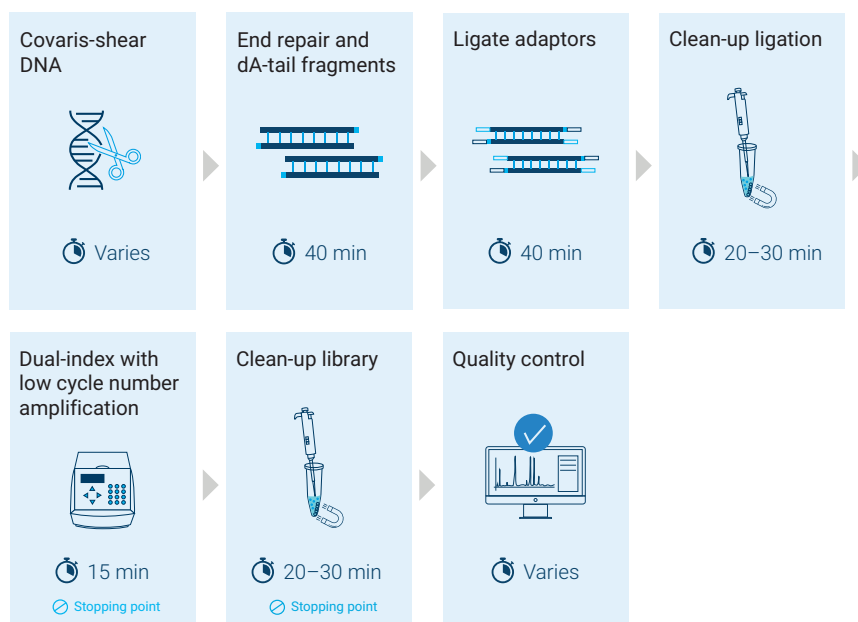 Covaris-shear
DNA
Varies
End repair and
dA-tail fragments
40 min
Ligate adaptors
40 min
Clean-up ligation
20–30 min
Dual-index with
low cycle number
amplification
15 min
Stopping point
Clean-up library
20–30 min
Stopping point
Quality control
Varies